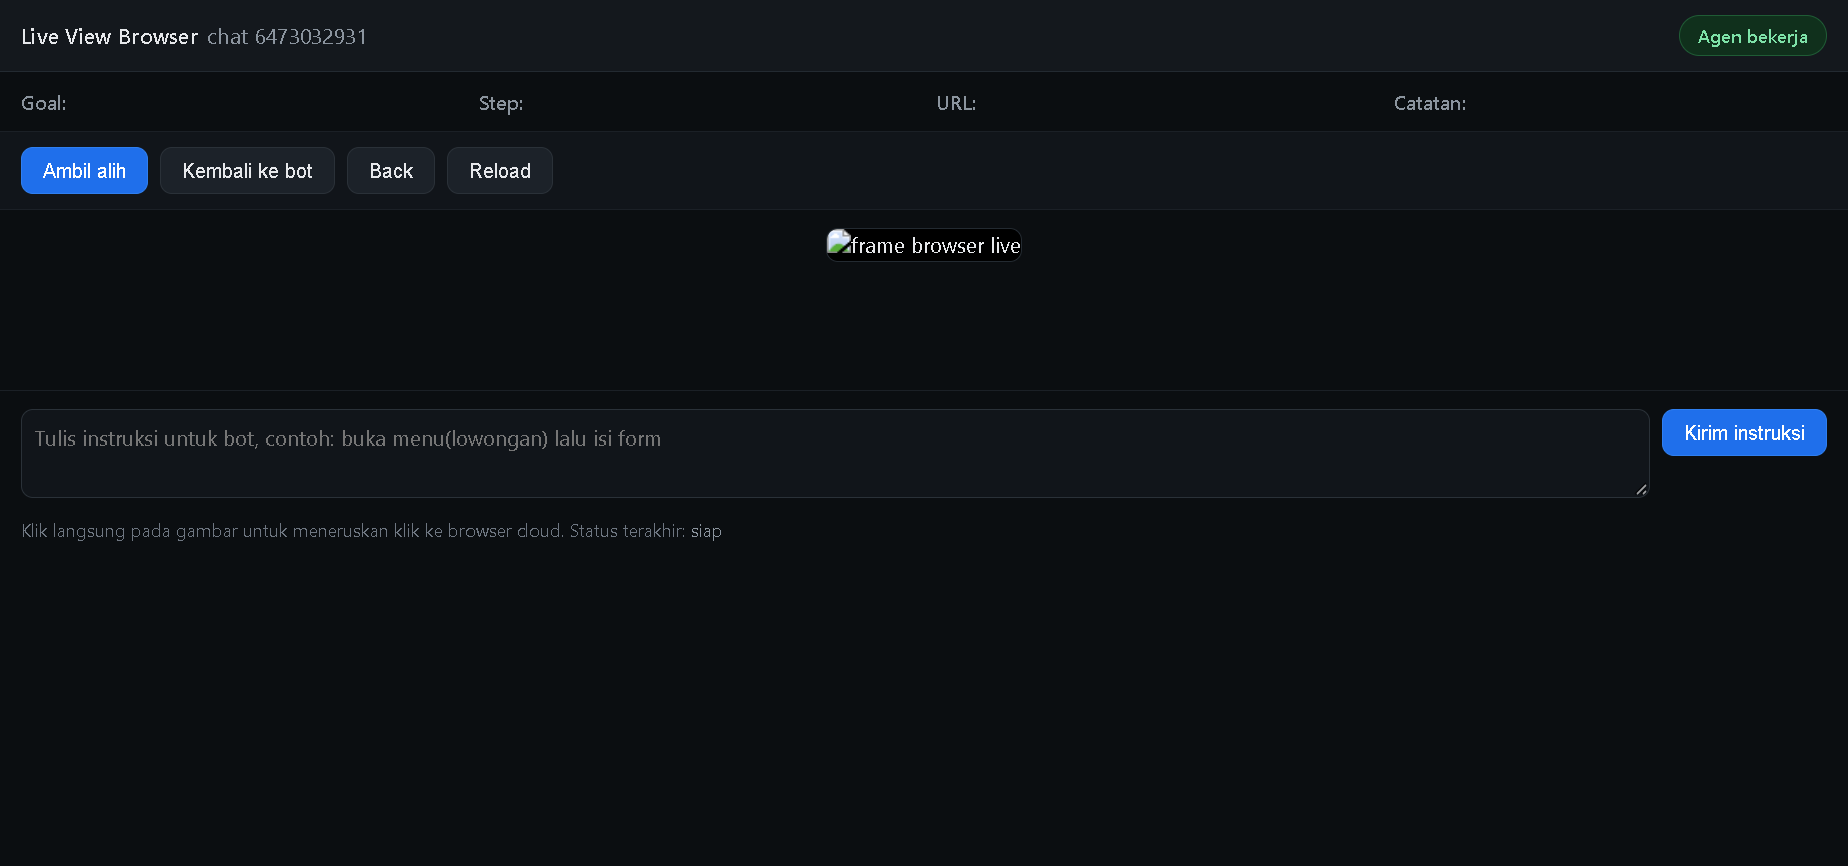 Live View Browser chat 6473032931
Agen bekerja
Goal:
Step:
URL:
Catatan:
Ambil alih
Kembali ke bot
Back
Reload
frame browser live
Tulis instruksi untuk bot, contoh: buka menu(lowongan) lalu isi form
Kirim instruksi
Klik langsung pada gambar untuk meneruskan klik ke browser cloud. Status terakhir: siap